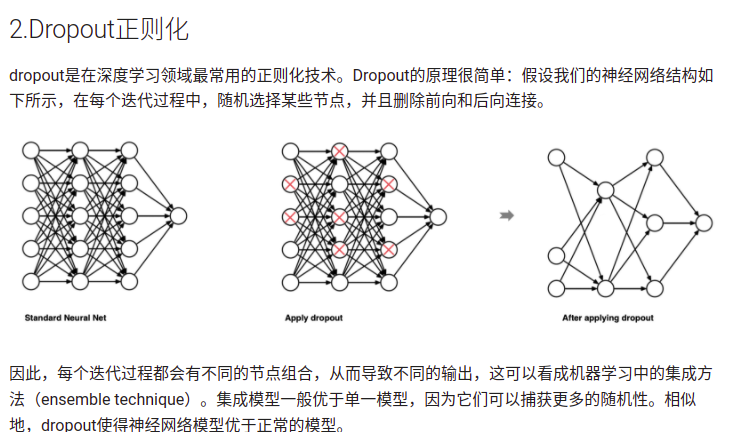 2.Dropout正则化
dropout是在深度学习领域最常用的正则化技术。Dropout的原理很简单：假设我们的神经网络结构如
下所示，在每个迭代过程中，随机选择某些节点，并且删除前向和后向连接。
Standard Neural Net
Apply dropout
After applying dropout
因此，每个迭代过程都会有不同的节点组合，从而导致不同的输出，这可以看成机器学习中的集成方
法（ensemble technique）。集成模型一般优于单一模型，因为它们可以捕获更多的随机性。相似
地，dropout使得神经网络模型优于正常的模型。